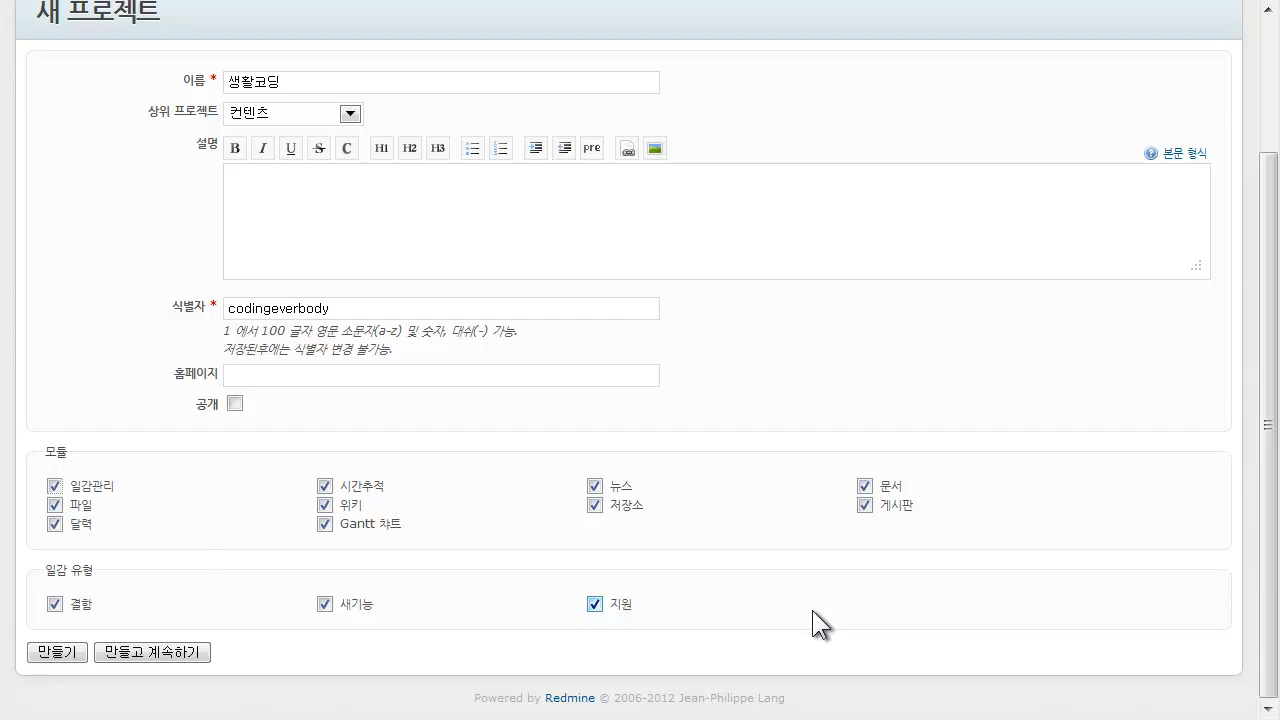 새 프로젝트
이름 * 생활코딩
상위 프로젝트 컨텐츠
설명 B I U S C H1 H2 H3 pre 본문 형식
식별자 * codingeverbody
1 에서 100 글자 영문 소문자(a-z) 및 숫자, 대쉬(-) 가능.
저장된후에는 식별자 변경 불가능.
홈페이지
공개
모듈
일감관리 시간추적 뉴스 문서
파일 위키 저장소 게시판
달력 Gantt 챠트
일감 유형
결함 새기능 지원
만들기 만들고 계속하기
Powered by Redmine © 2006-2012 Jean-Philippe Lang